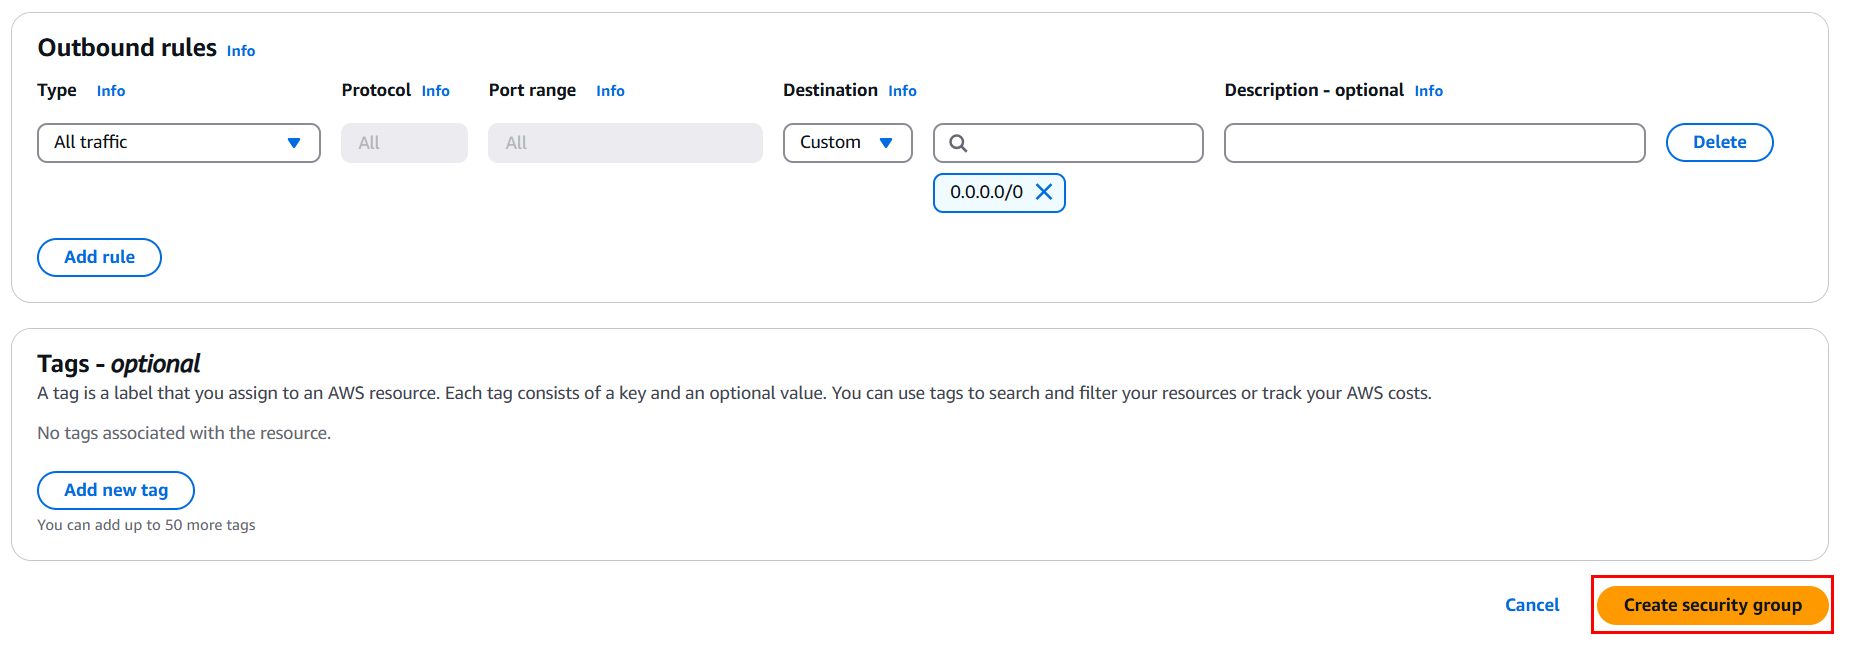 Outbound rules Info
Type Info Protocol Info Port range Info Destination Info Description - optional Info
All traffic All All Custom Delete
0.0.0.0/0
Add rule
Tags - optional
A tag is a label that you assign to an AWS resource. Each tag consists of a key and an optional value. You can use tags to search and filter your resources or track your AWS costs.
No tags associated with the resource.
Add new tag
You can add up to 50 more tags
Cancel Create security group